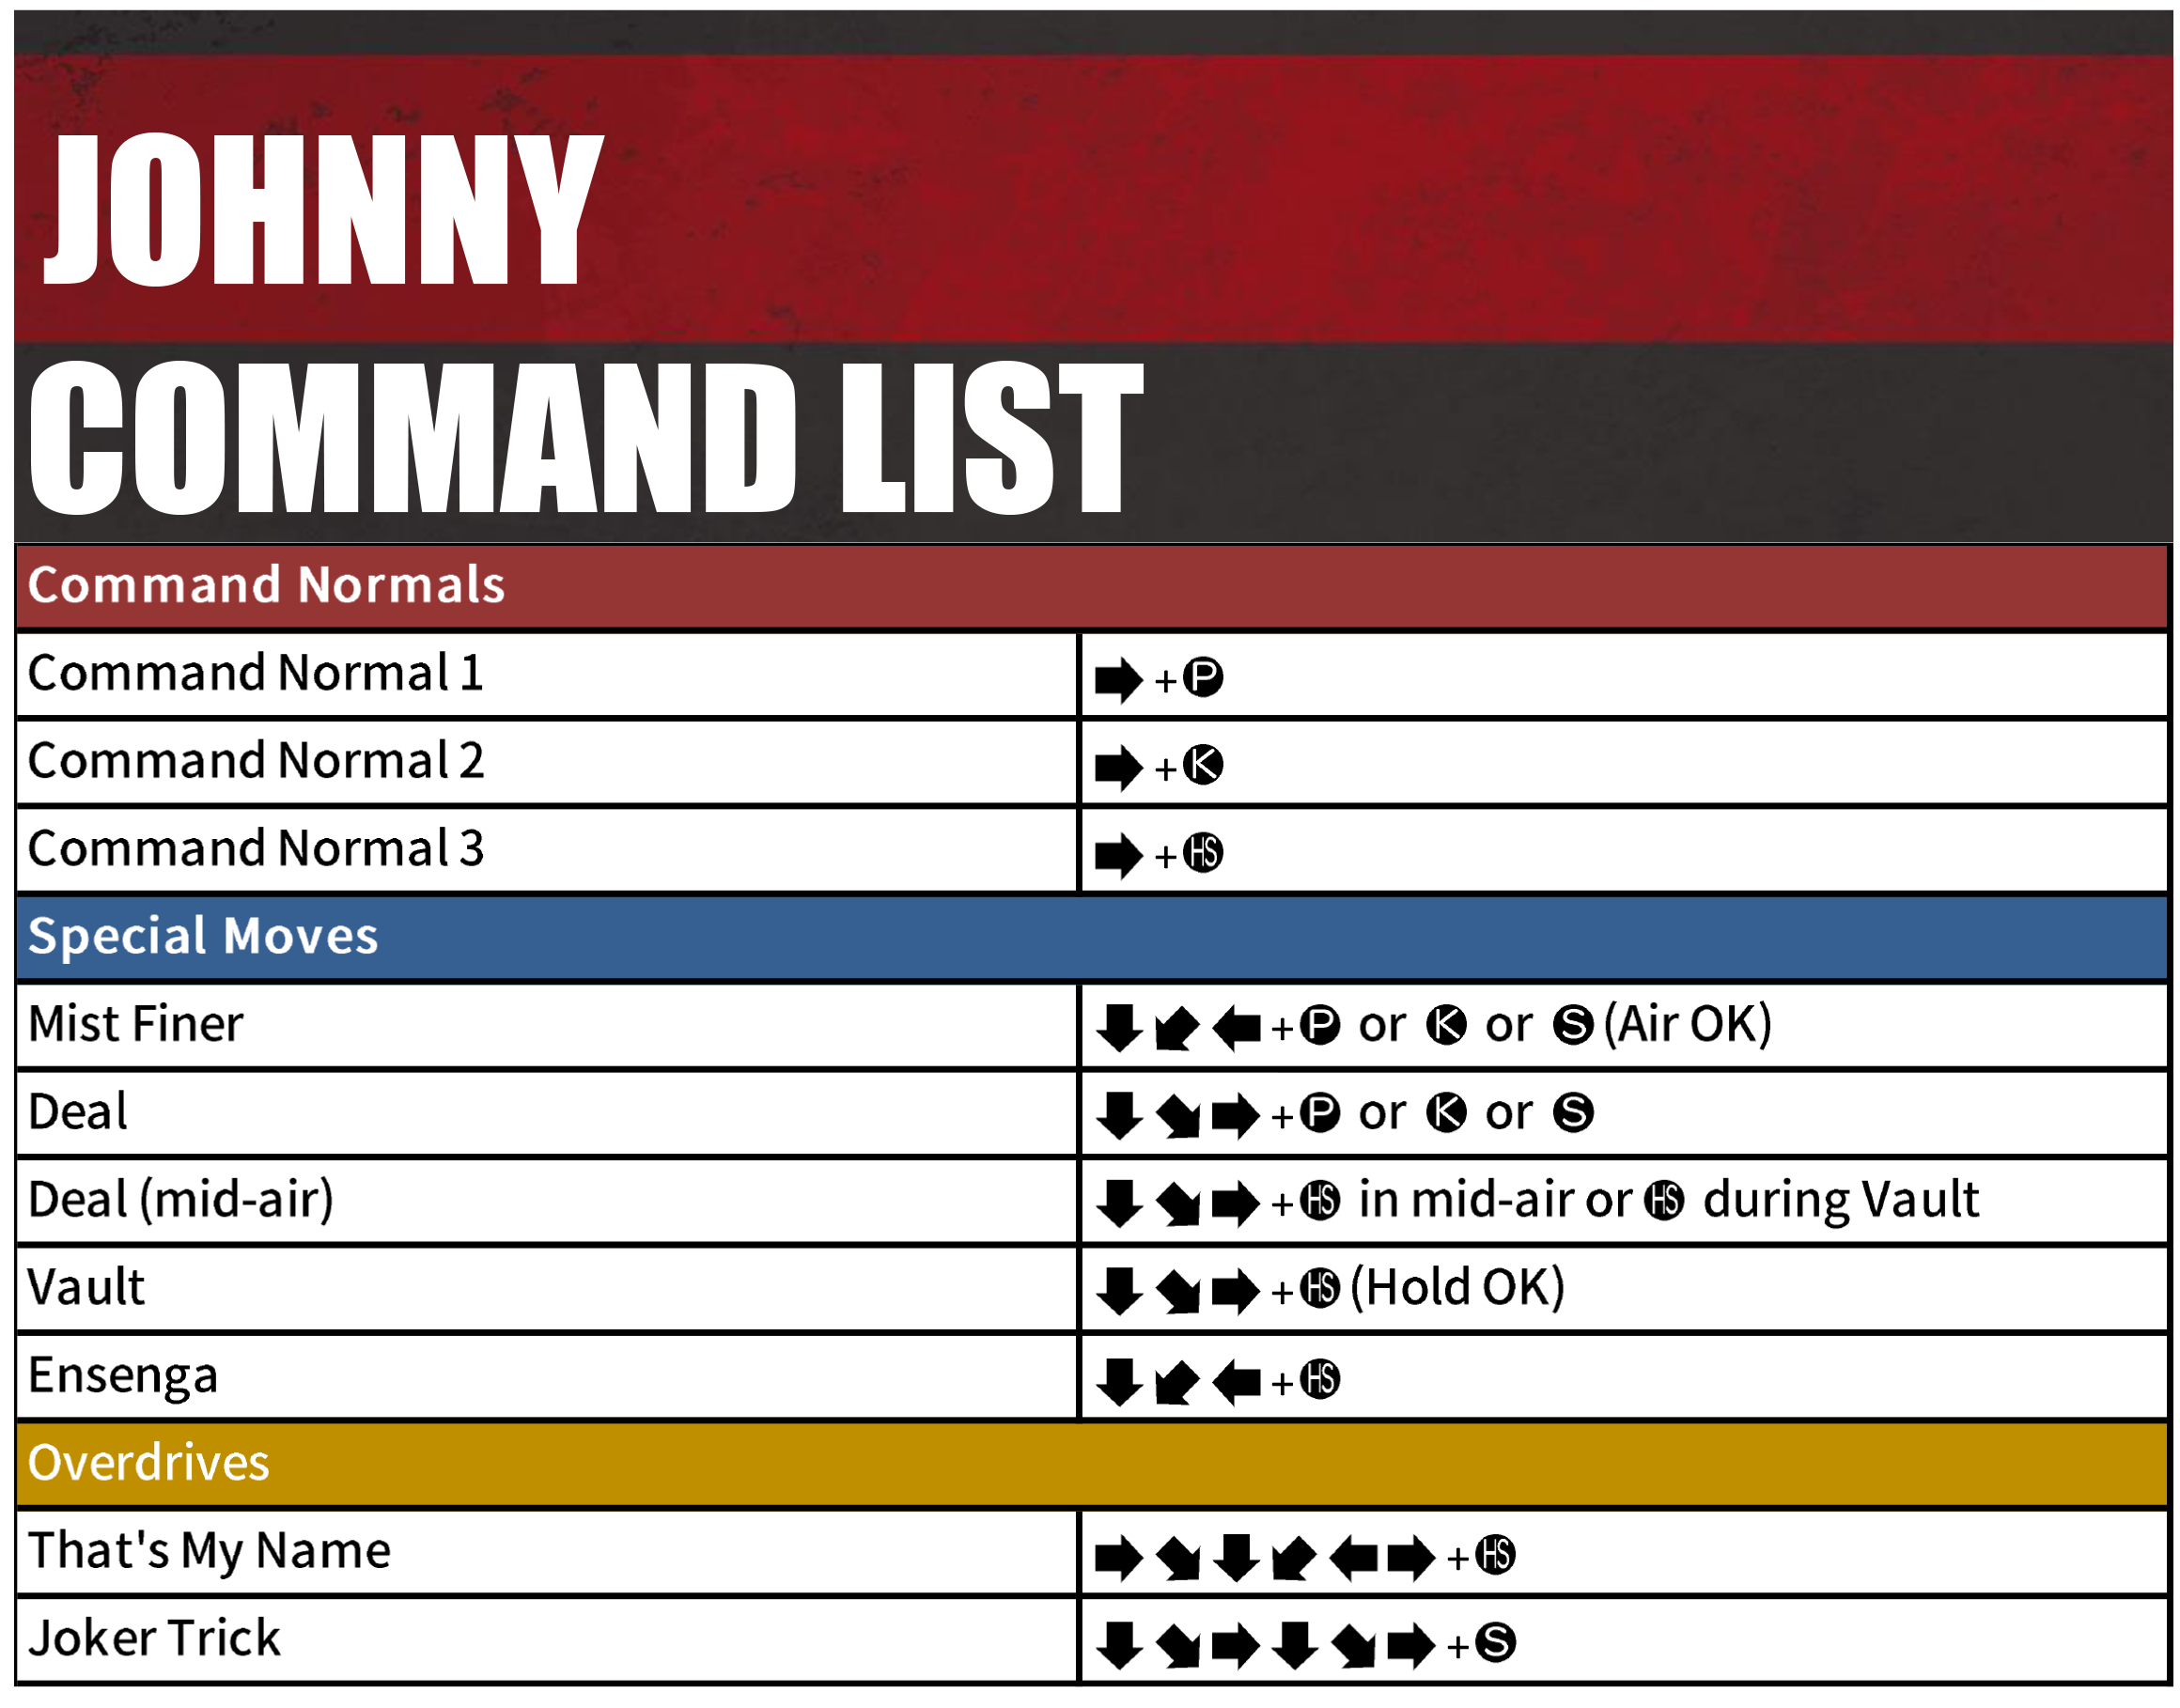 JOHNNY
COMMAND LIST
Command Normals
Command Normal 1 ➡ + P
Command Normal 2 ➡ + K
Command Normal 3 ➡ + HS
Special Moves
Mist Finer ⬇ ⬋ ⬅ + P or K or S (Air OK)
Deal ⬇ ⬊ ➡ + P or K or S
Deal (mid-air) ⬇ ⬊ ➡ + HS in mid-air or HS during Vault
Vault ⬇ ⬊ ➡ + HS (Hold OK)
Ensenga ⬇ ⬋ ⬅ + HS
Overdrives
That's My Name ➡ ⬊ ⬇ ⬋ ⬅ ➡ + HS
Joker Trick ⬇ ⬊ ➡ ⬇ ⬊ ➡ + S